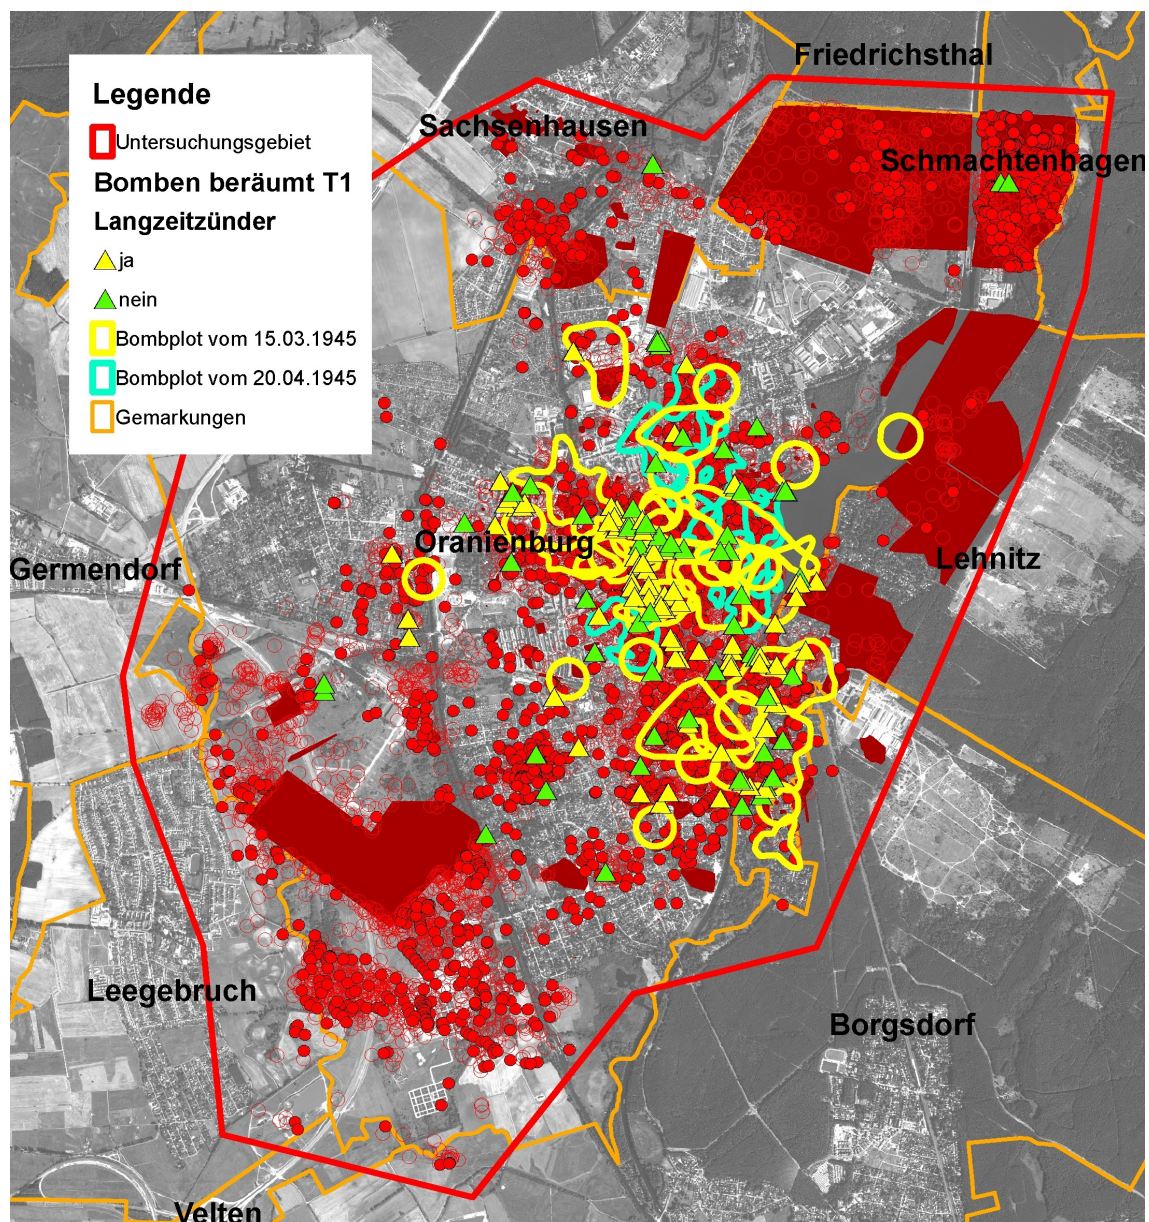 Friedrichsthal
Legende
Sachsenhausen
Untersuchungsgebiet
Schmachtenhagen
Bomben beräumt T1
Langzeitzünder
ja
nein
Bombplot vom 15.03.1945
Bombplot vom 20.04.1945
Gemarkungen
Oranienburg
Germendorf
Lehnitz
Leegebruch
Borgsdorf
Velten